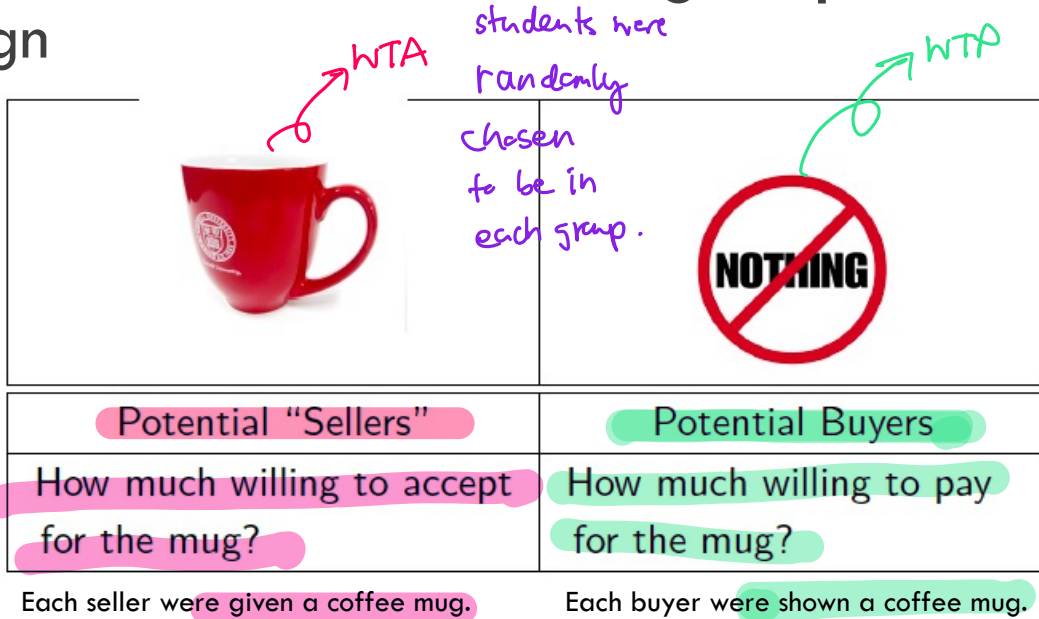 gn
students were
randomly
chosen
to be in
each group.
WTA
WTP
NOTHING
Potential “Sellers”
Potential Buyers
How much willing to accept
for the mug?
How much willing to pay
for the mug?
Each seller were given a coffee mug.
Each buyer were shown a coffee mug.